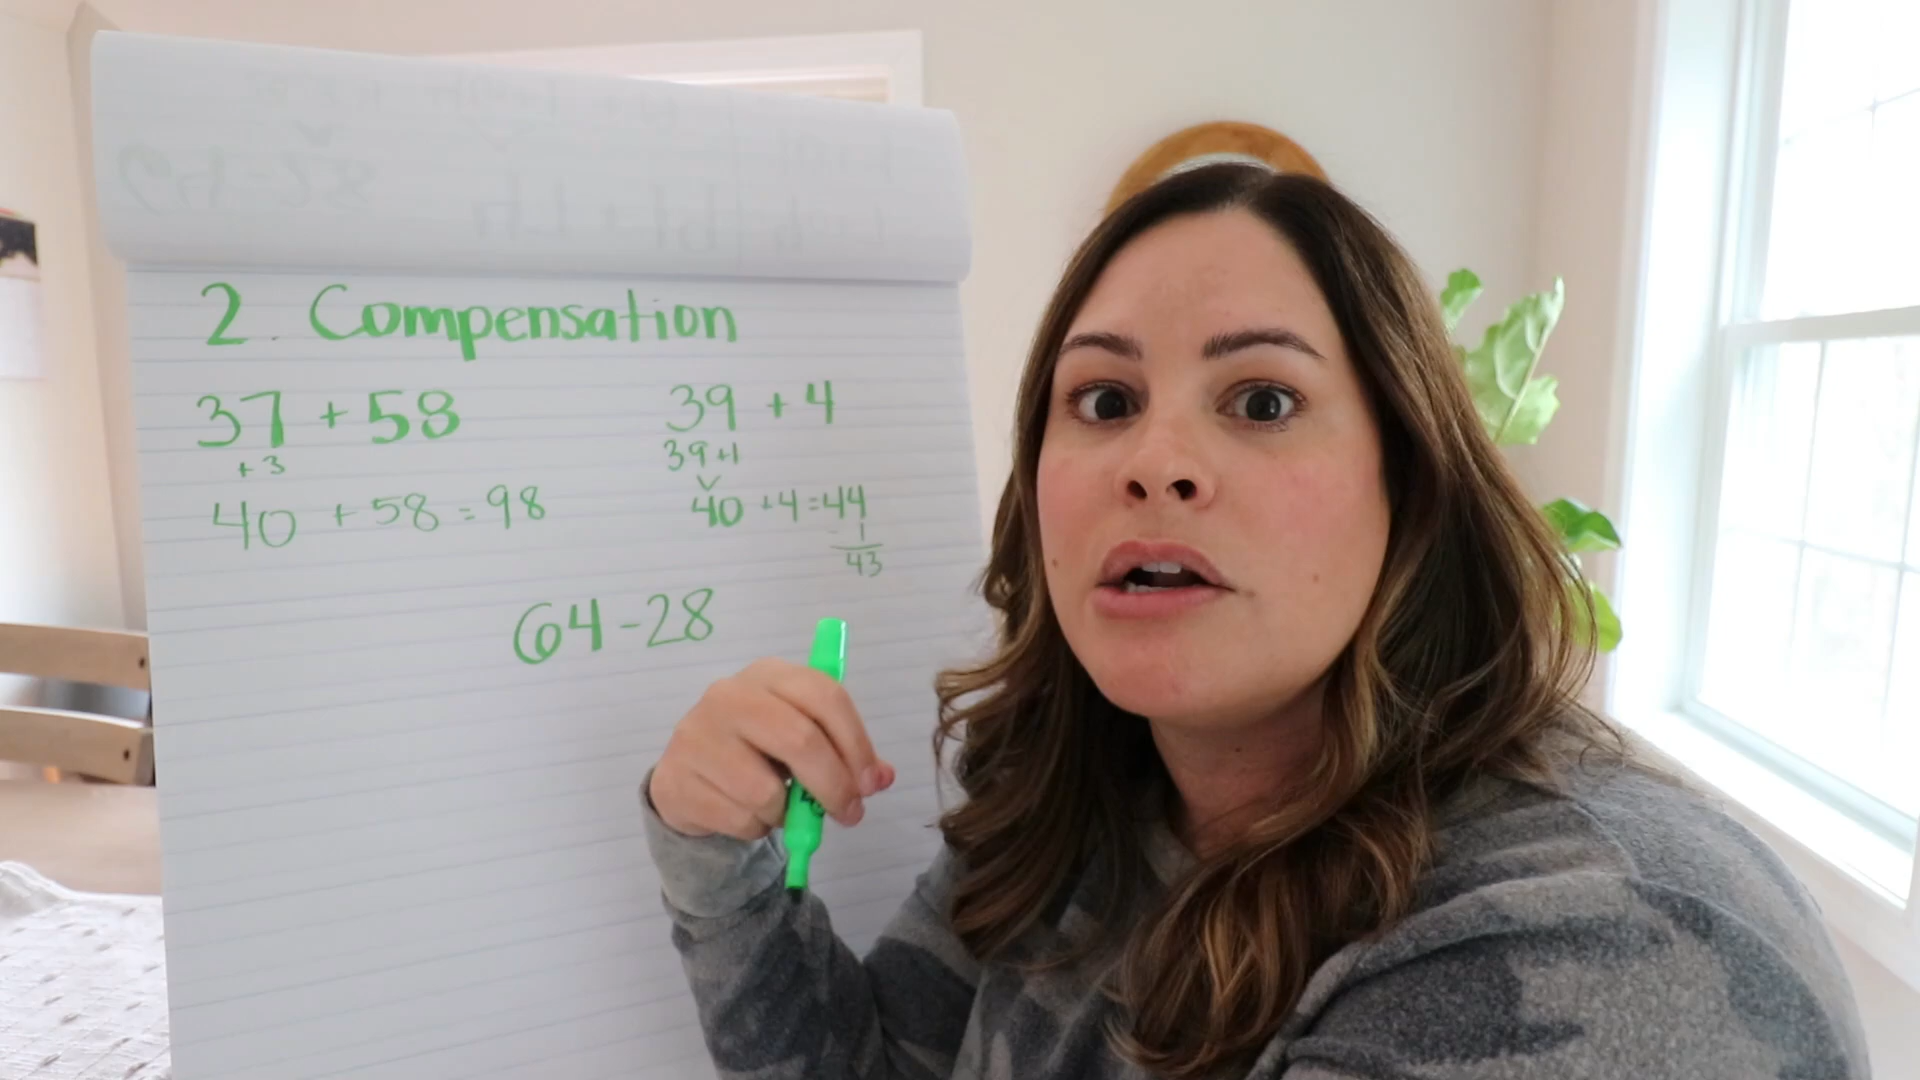 2. Compensation
37 + 58
+3
40 + 58 = 98
39 + 4
39+1
40 + 4 = 44
- 1
43
64-28